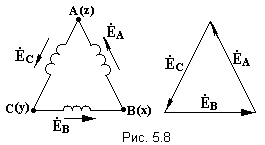 A(z)
Ė_C Ė_A
C(y) B(x)
Ė_B
Ė_C Ė_A
Ė_B
Рис. 5.8